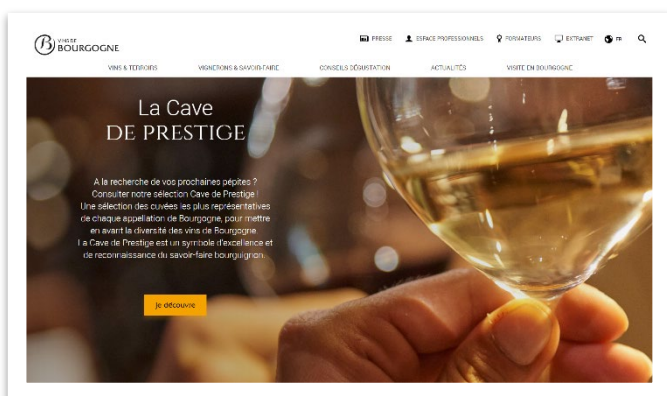 VINS DE
BOURGOGNE
PRESSE
ESPACE PROFESSIONNELS
FORMATEURS
EXTRANET
FR
VINS & TERROIRS
VIGNERONS & SAVOIR-FAIRE
CONSEILS DÉGUSTATION
ACTUALITÉS
VISITE EN BOURGOGNE
La Cave
DE PRESTIGE
A la recherche de vos prochaines pépites ?
Consulter notre sélection Cave de Prestige !
Une sélection des cuvées les plus représentatives
de chaque appellation de Bourgogne, pour mettre
en avant la diversité des vins de Bourgogne.
La Cave de Prestige est un symbole d'excellence et
de reconnaissance du savoir-faire bourguignon.
Je découvre